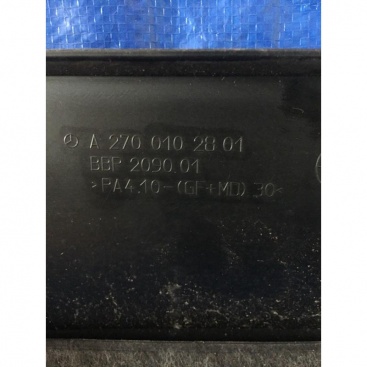 A 270 010 28 01
BBP 2090.01
>PA4.10-(GF+MD) 30<